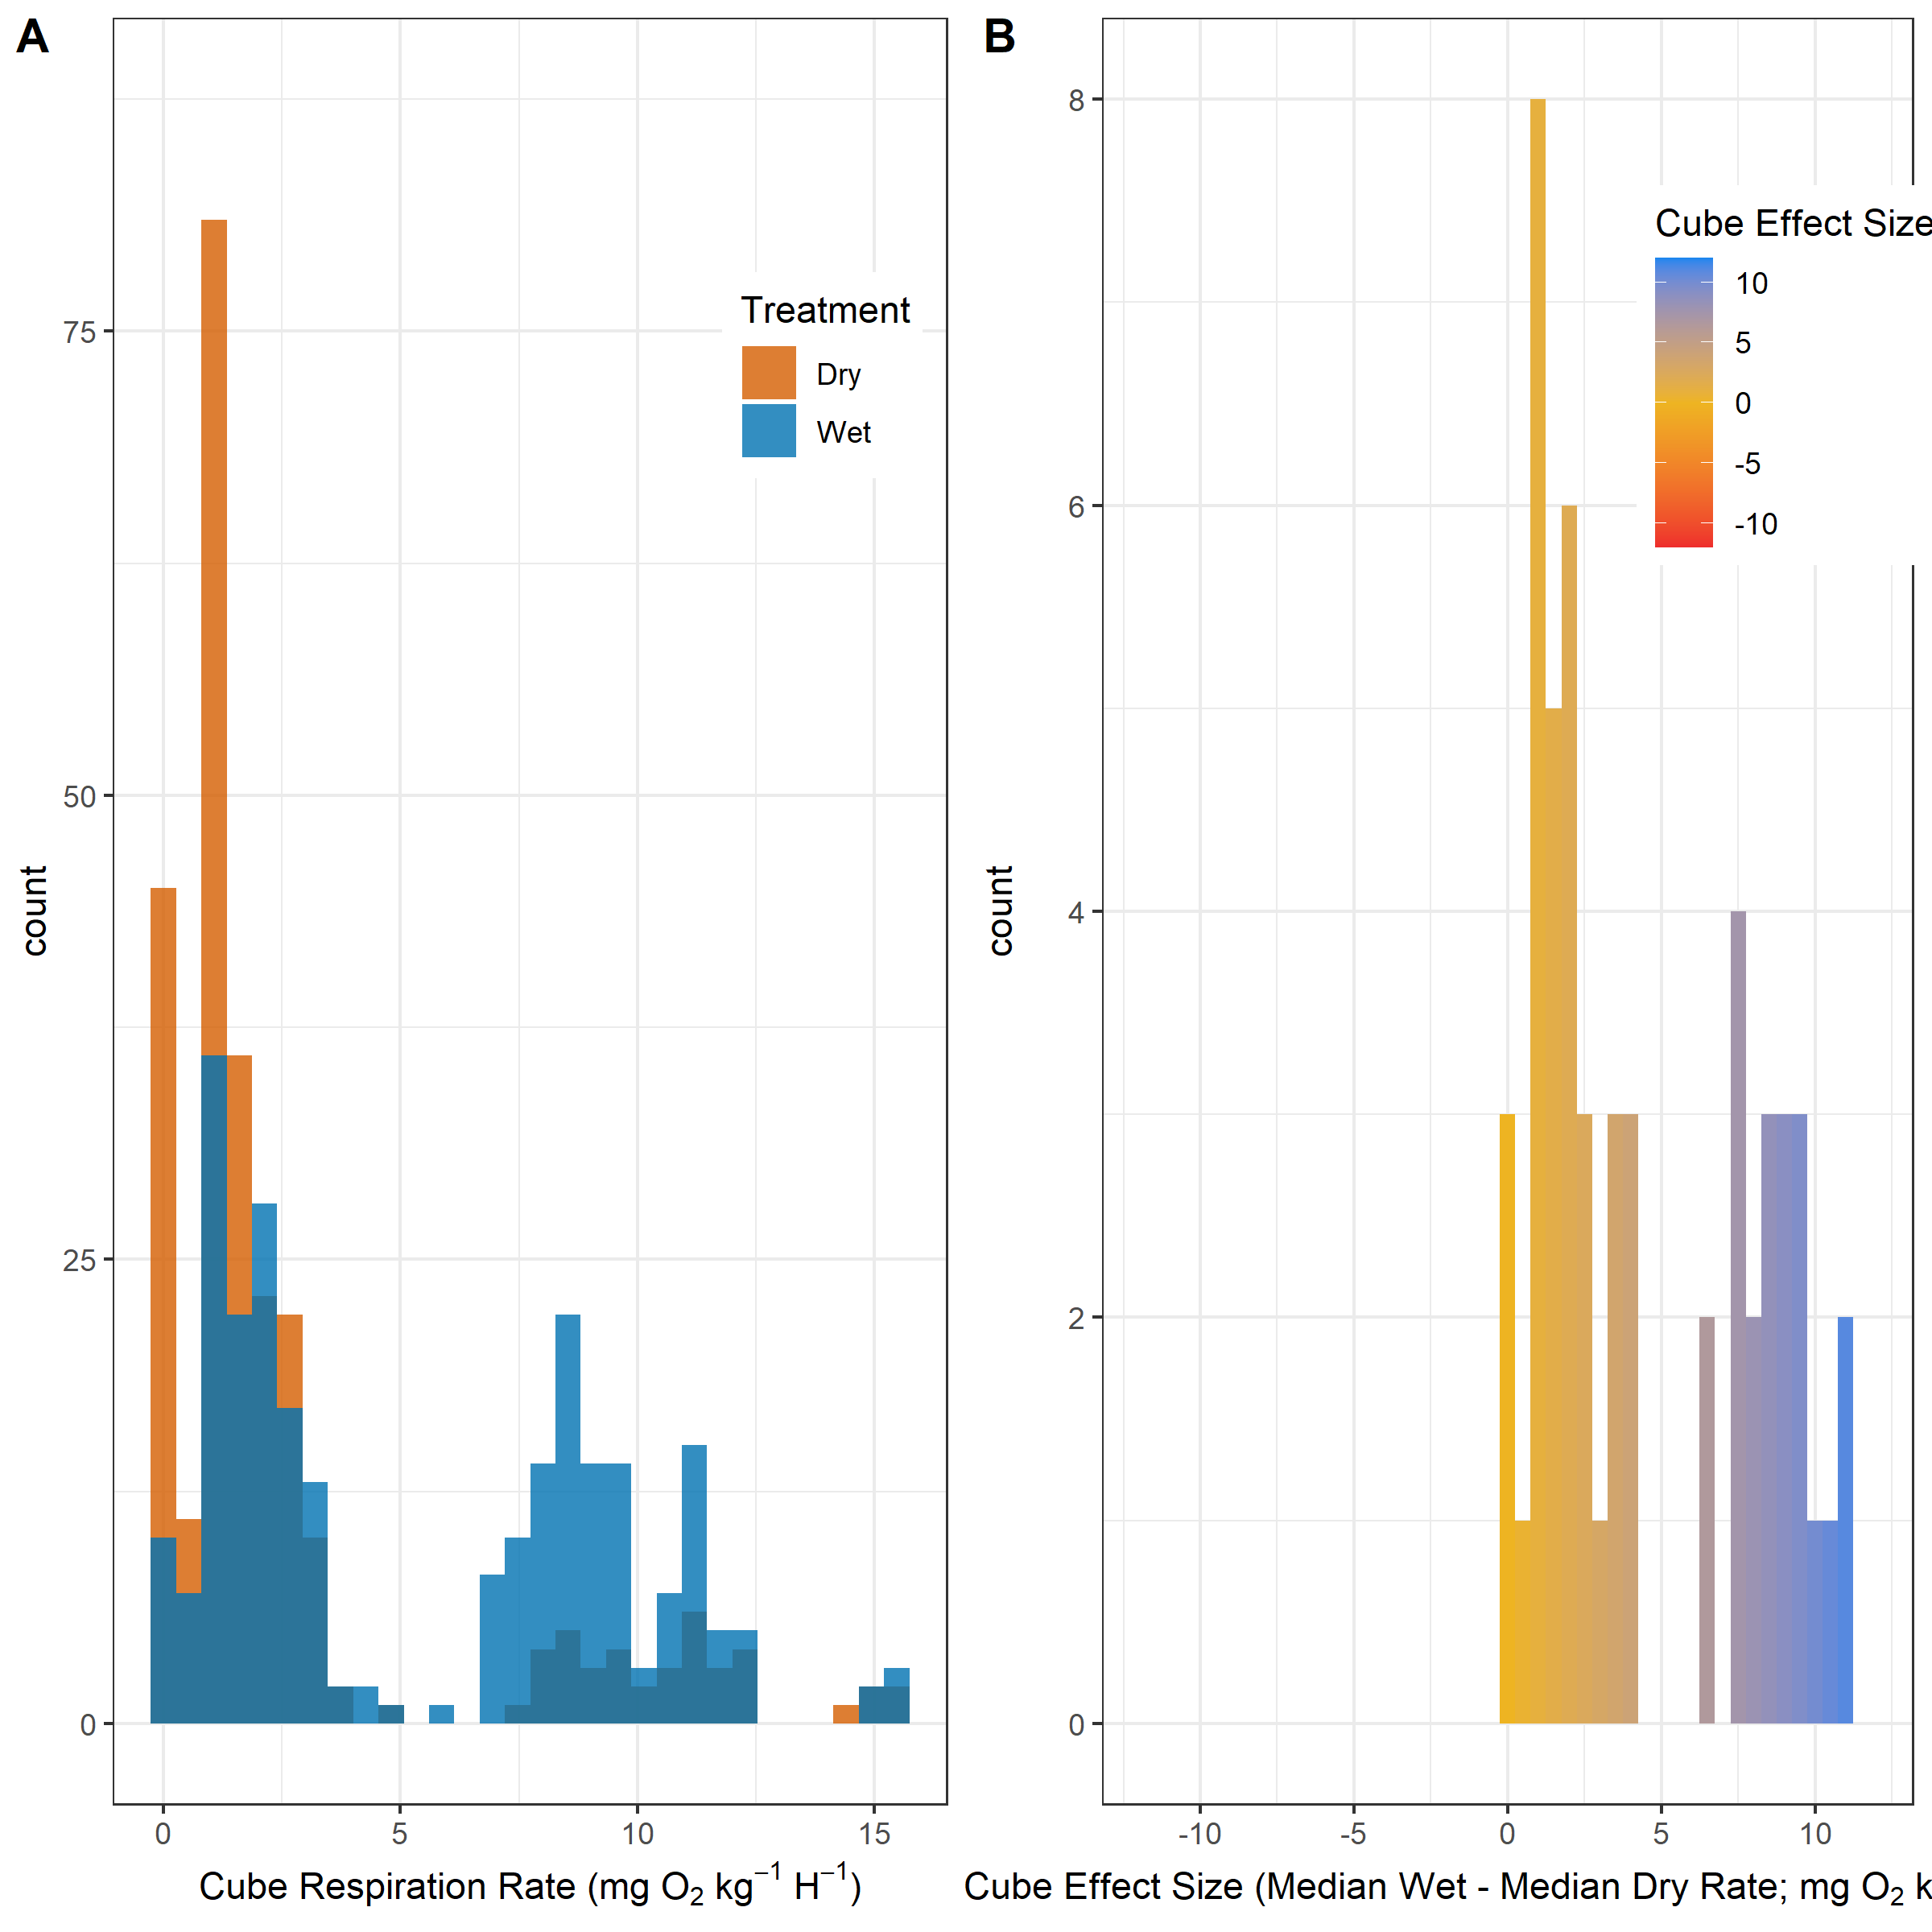 A
count
75
50
25
0
Treatment
Dry
Wet
0 5 10 15
Cube Respiration Rate (mg O₂ kg⁻¹ H⁻¹)
B
count
8
6
4
2
0
Cube Effect Size
10
5
0
-5
-10
-10 -5 0 5 10
Cube Effect Size (Median Wet - Median Dry Rate; mg O₂ k